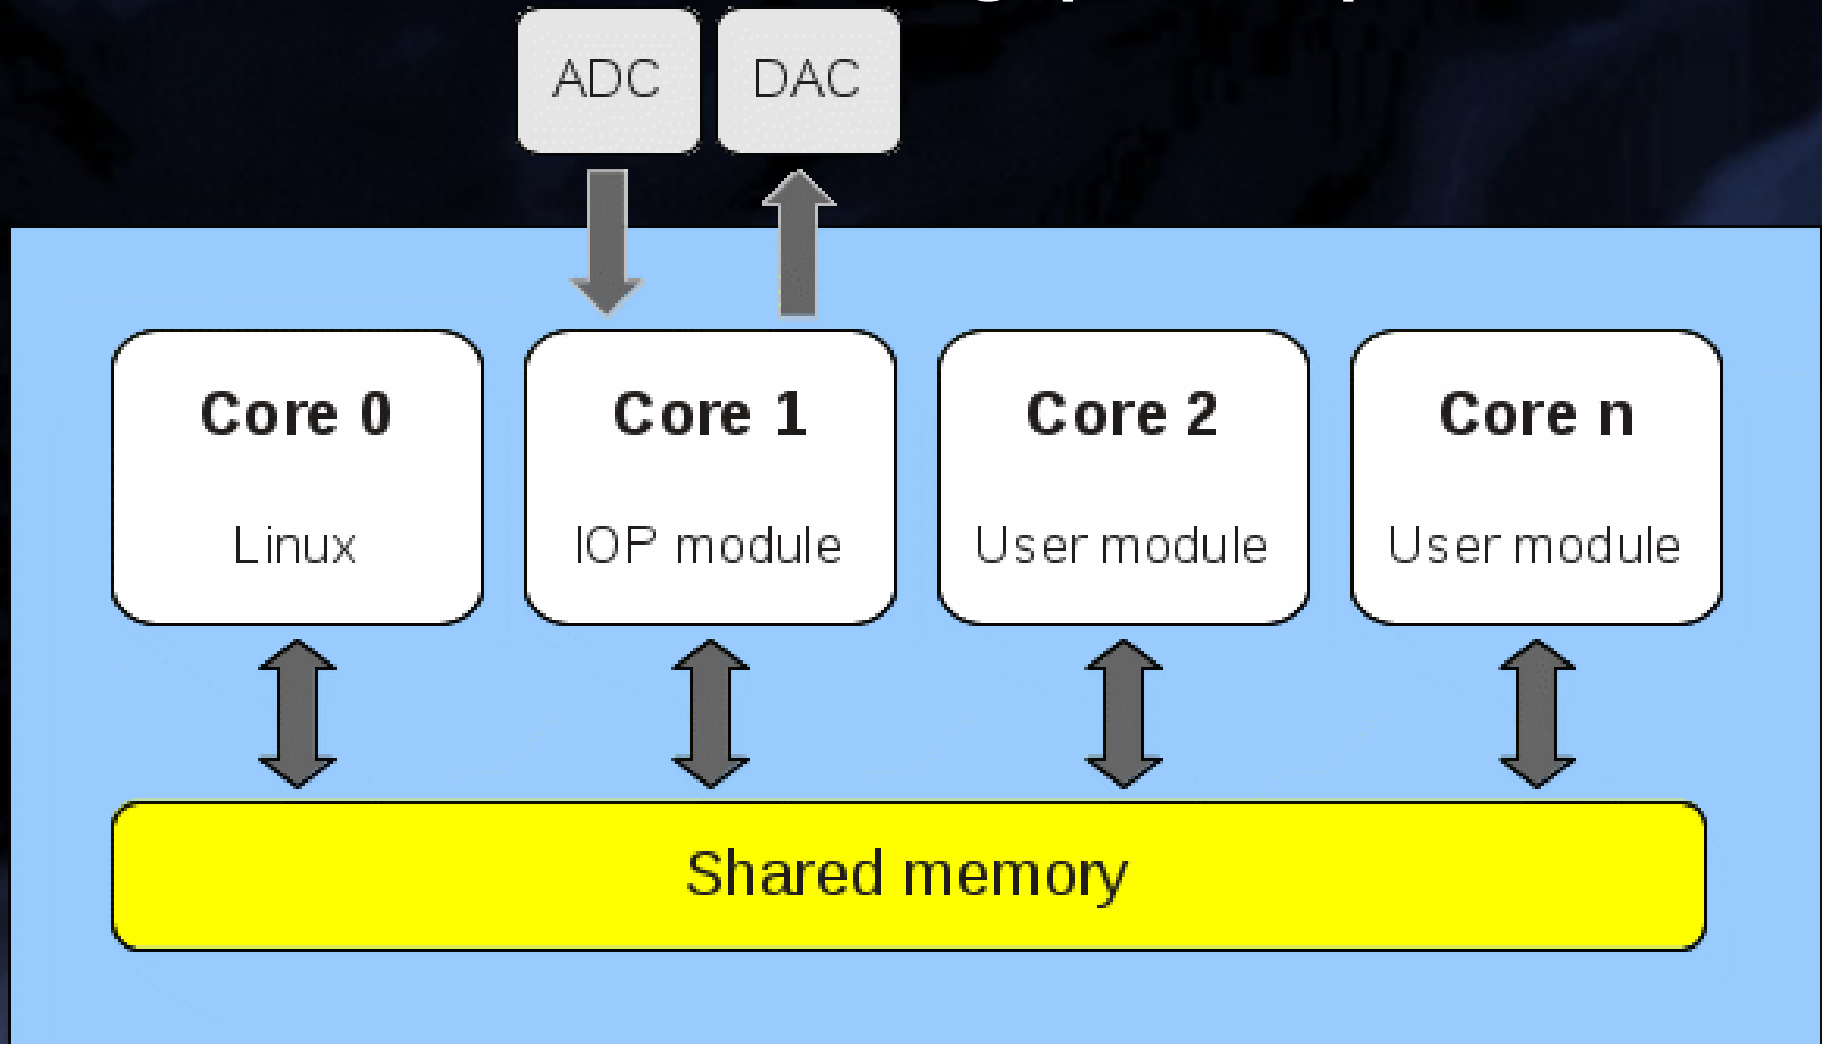 ADC
DAC
Core 0
Linux
Core 1
IOP module
Core 2
User module
Core n
User module
Shared memory